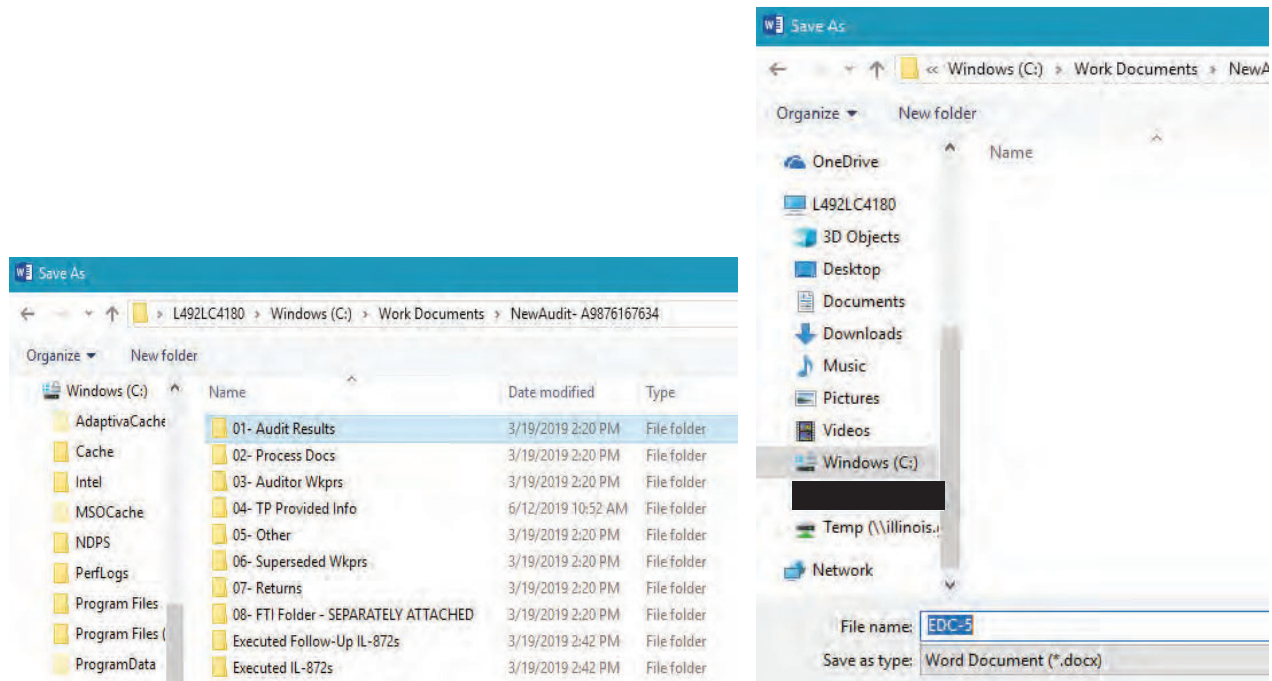 Save As
L492LC4180 > Windows (C:) > Work Documents > NewAudit- A9876167634
Organize New folder
Windows (C:)
AdaptivaCache
Cache
Intel
MSOCache
NDPS
PerfLogs
Program Files
Program Files (
ProgramData
Name Date modified Type
01- Audit Results 3/19/2019 2:20 PM File folder
02- Process Docs 3/19/2019 2:20 PM File folder
03- Auditor Wkprs 3/19/2019 2:20 PM File folder
04- TP Provided Info 6/12/2019 10:52 AM File folder
05- Other 3/19/2019 2:20 PM File folder
06- Superseded Wkprs 3/19/2019 2:20 PM File folder
07- Returns 3/19/2019 2:20 PM File folder
08- FTI Folder - SEPARATELY ATTACHED 3/19/2019 2:20 PM File folder
Executed Follow-Up IL-872s 3/19/2019 2:42 PM File folder
Executed IL-872s 3/19/2019 2:42 PM File folder
Save As
« Windows (C:) > Work Documents > NewA
Organize New folder
Name
OneDrive
L492LC4180
3D Objects
Desktop
Documents
Downloads
Music
Pictures
Videos
Windows (C:)
Temp (\\illinois.
Network
File name: EDC-5
Save as type: Word Document (*.docx)